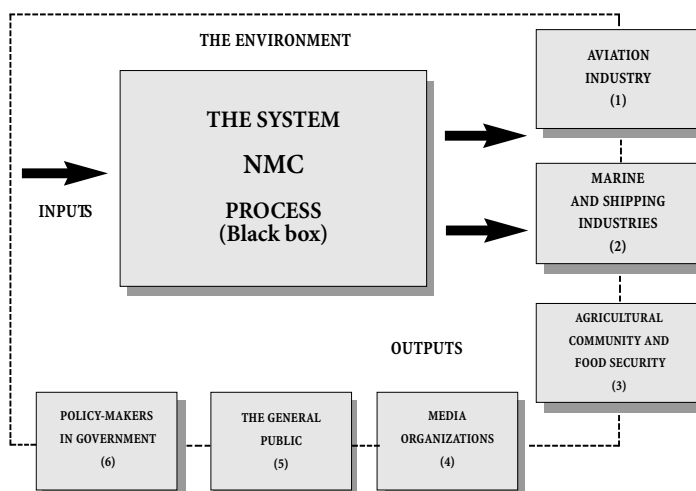 THE ENVIRONMENT
AVIATION
INDUSTRY
(1)
THE SYSTEM
NMC
PROCESS
(Black box)
INPUTS
MARINE
AND SHIPPING
INDUSTRIES
(2)
AGRICULTURAL
COMMUNITY AND
FOOD SECURITY
(3)
OUTPUTS
POLICY-MAKERS
IN GOVERNMENT
(6)
THE GENERAL
PUBLIC
(5)
MEDIA
ORGANIZATIONS
(4)